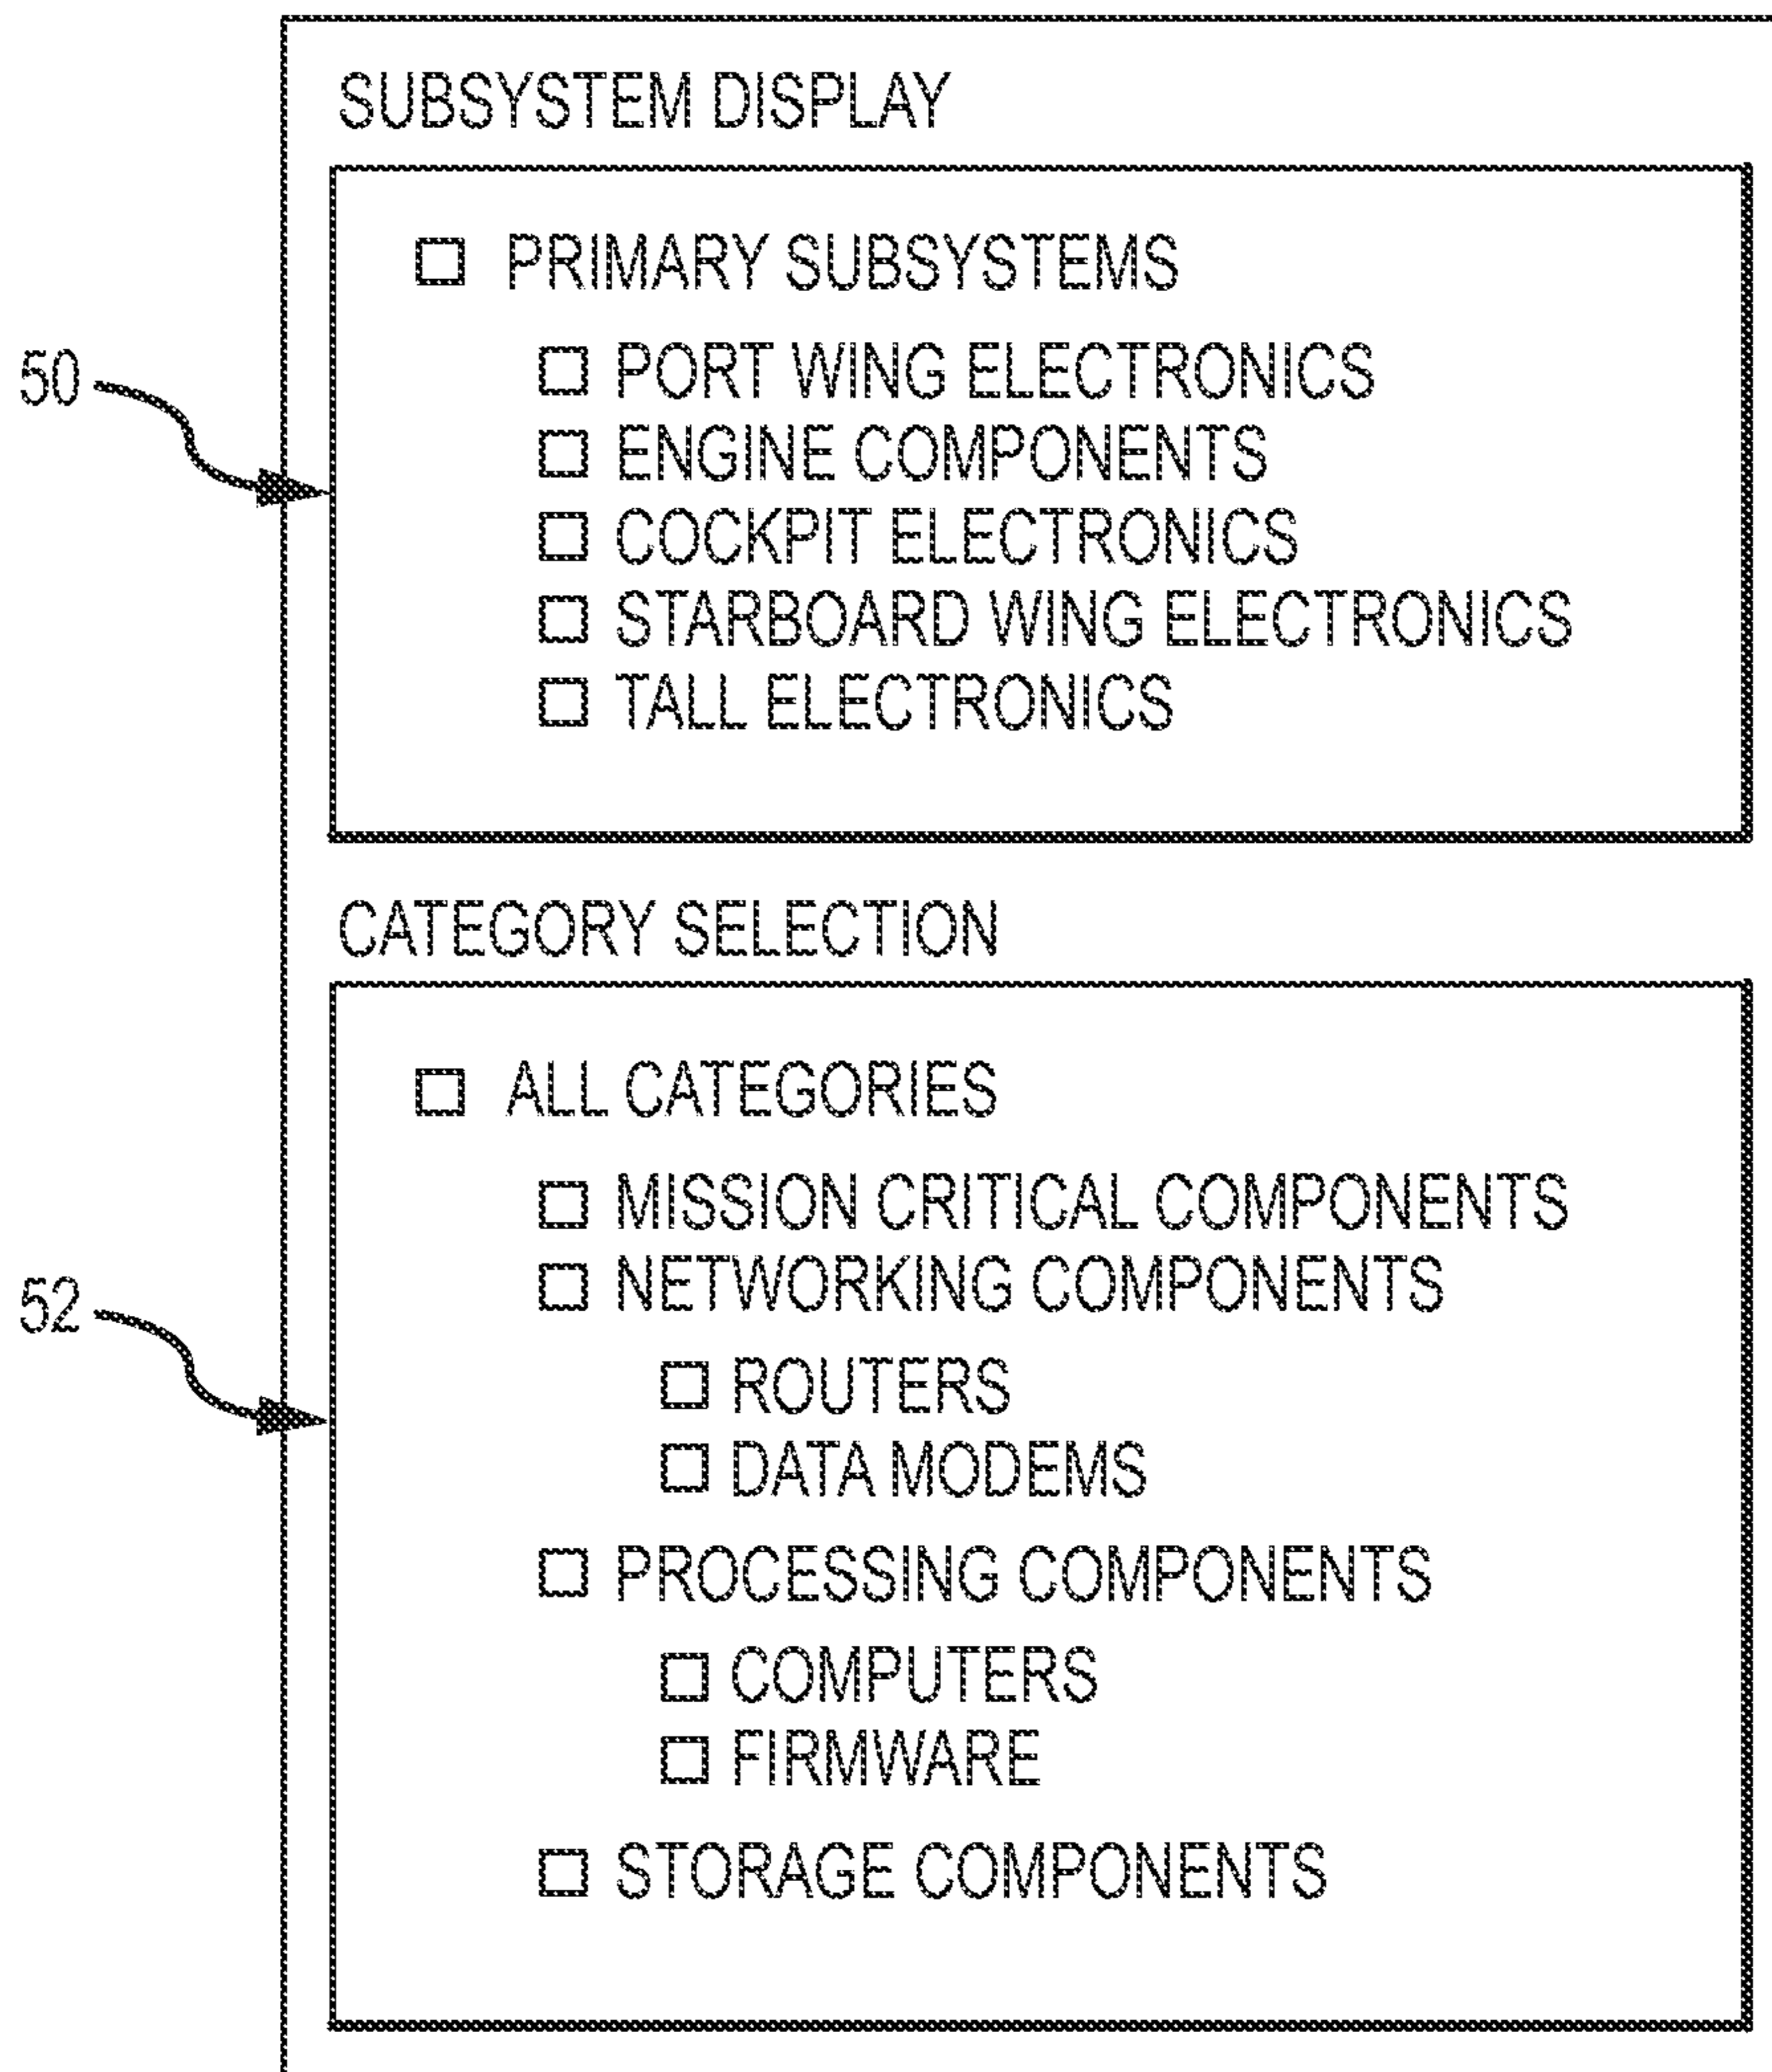 SUBSYSTEM DISPLAY
PRIMARY SUBSYSTEMS
50
PORT WING ELECTRONICS
ENGINE COMPONENTS
COCKPIT ELECTRONICS
STARBOARD WING ELECTRONICS
TALL ELECTRONICS
CATEGORY SELECTION
ALL CATEGORIES
MISSION CRITICAL COMPONENTS
NETWORKING COMPONENTS
52
ROUTERS
DATA MODEMS
PROCESSING COMPONENTS
COMPUTERS
FIRMWARE
STORAGE COMPONENTS